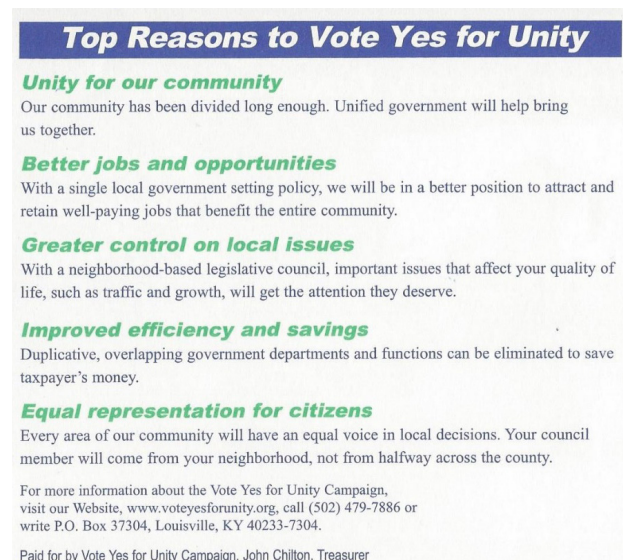 Top Reasons to Vote Yes for Unity
Unity for our community
Our community has been divided long enough. Unified government will help bring
us together.
Better jobs and opportunities
With a single local government setting policy, we will be in a better position to attract and
retain well-paying jobs that benefit the entire community.
Greater control on local issues
With a neighborhood-based legislative council, important issues that affect your quality of
life, such as traffic and growth, will get the attention they deserve.
Improved efficiency and savings
Duplicative, overlapping government departments and functions can be eliminated to save
taxpayer's money.
Equal representation for citizens
Every area of our community will have an equal voice in local decisions. Your council
member will come from your neighborhood, not from halfway across the county.
For more information about the Vote Yes for Unity Campaign,
visit our Website, www.voteyesforunity.org, call (502) 479-7886 or
write P.O. Box 37304, Louisville, KY 40233-7304.
Paid for by Vote Yes for Unity Campaign, John Chilton, Treasurer